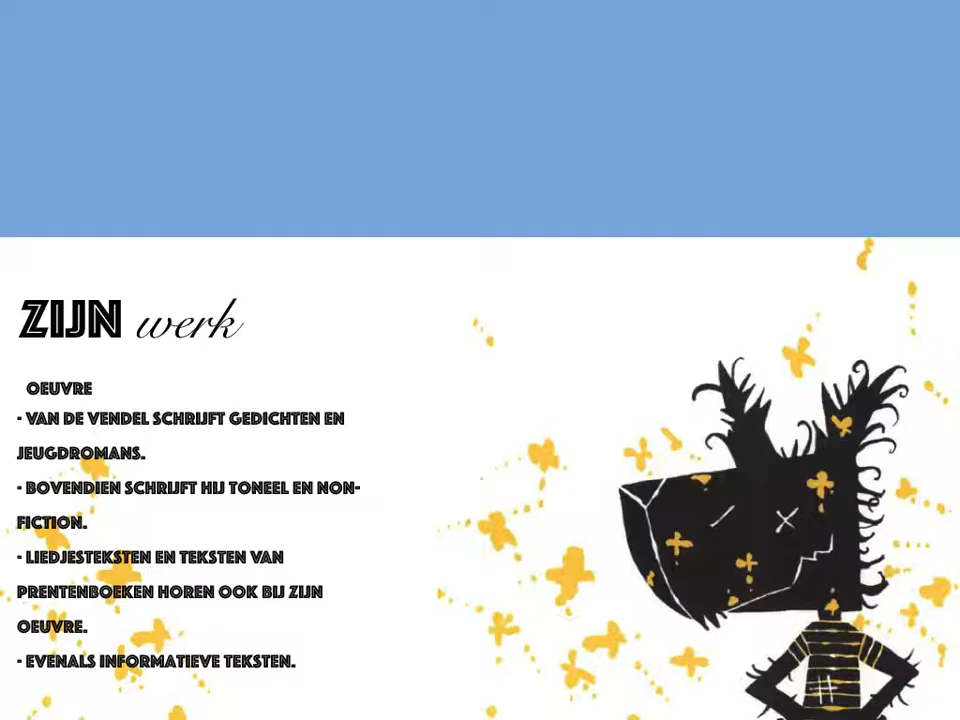 ZIJN werk
OEUVRE
- VAN DE VENDEL SCHRIJFT GEDICHTEN EN
JEUGDROMANS.
- BOVENDIEN SCHRIJFT HIJ TONEEL EN NON-
FICTION.
- LIEDJESTEKSTEN EN TEKSTEN VAN
PRENTENBOEKEN HOREN OOK BIJ ZIJN
OEUVRE.
- EVENALS INFORMATIEVE TEKSTEN.